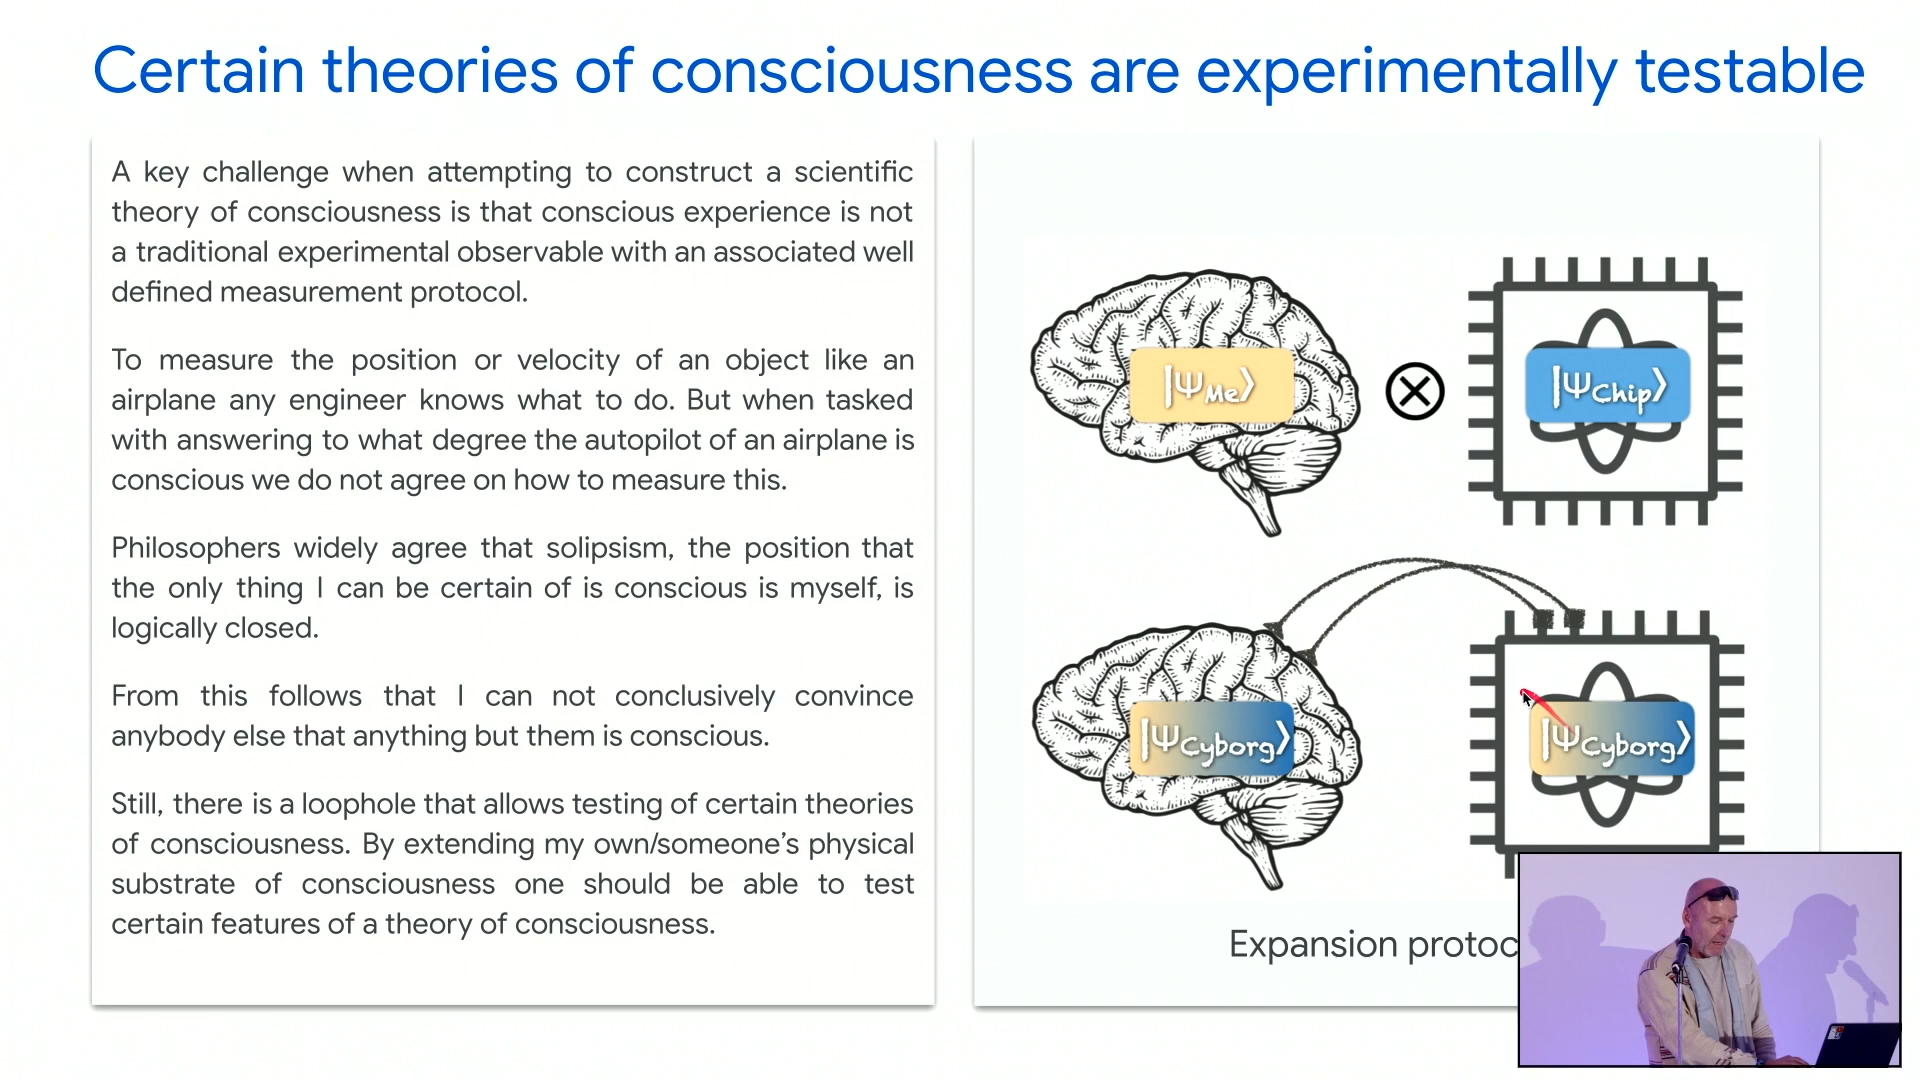 Certain theories of consciousness are experimentally testable
A key challenge when attempting to construct a scientific
theory of consciousness is that conscious experience is not
a traditional experimental observable with an associated well
defined measurement protocol.
To measure the position or velocity of an object like an
airplane any engineer knows what to do. But when tasked
with answering to what degree the autopilot of an airplane is
conscious we do not agree on how to measure this.
Philosophers widely agree that solipsism, the position that
the only thing I can be certain of is conscious is myself, is
logically closed.
From this follows that I can not conclusively convince
anybody else that anything but them is conscious.
Still, there is a loophole that allows testing of certain theories
of consciousness. By extending my own/someone’s physical
substrate of consciousness one should be able to test
certain features of a theory of consciousness.
|Ψ_Me⟩ ⊗ |Ψ_Chip⟩
|Ψ_Cyborg⟩ |Ψ_Cyborg⟩
Expansion protoc